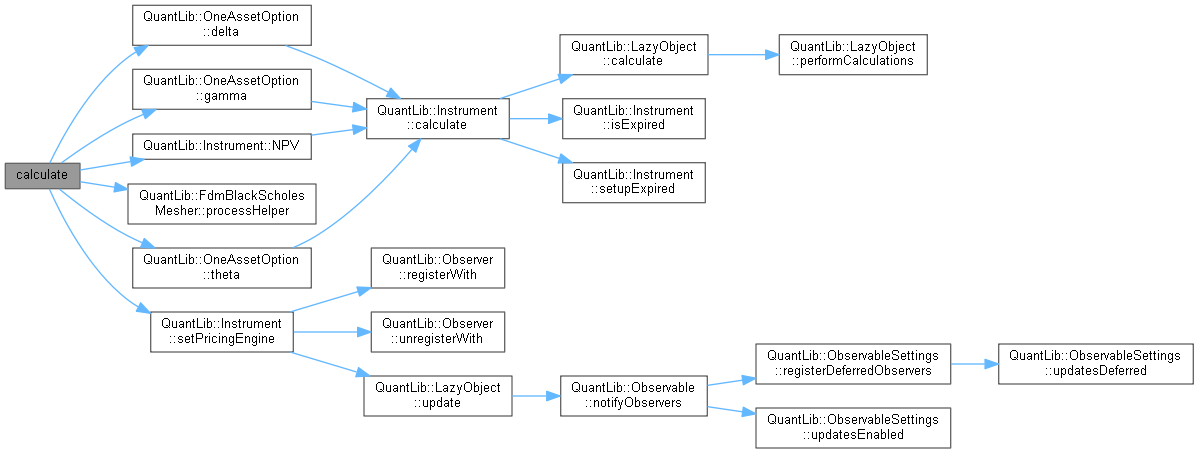 calculate
QuantLib::OneAssetOption
::delta
QuantLib::OneAssetOption
::gamma
QuantLib::Instrument::NPV
QuantLib::FdmBlackScholes
Mesher::processHelper
QuantLib::OneAssetOption
::theta
QuantLib::Instrument
::setPricingEngine
QuantLib::Instrument
::calculate
QuantLib::Observer
::registerWith
QuantLib::Observer
::unregisterWith
QuantLib::LazyObject
::update
QuantLib::LazyObject
::calculate
QuantLib::Instrument
::isExpired
QuantLib::Instrument
::setupExpired
QuantLib::Observable
::notifyObservers
QuantLib::LazyObject
::performCalculations
QuantLib::ObservableSettings
::registerDeferredObservers
QuantLib::ObservableSettings
::updatesEnabled
QuantLib::ObservableSettings
::updatesDeferred